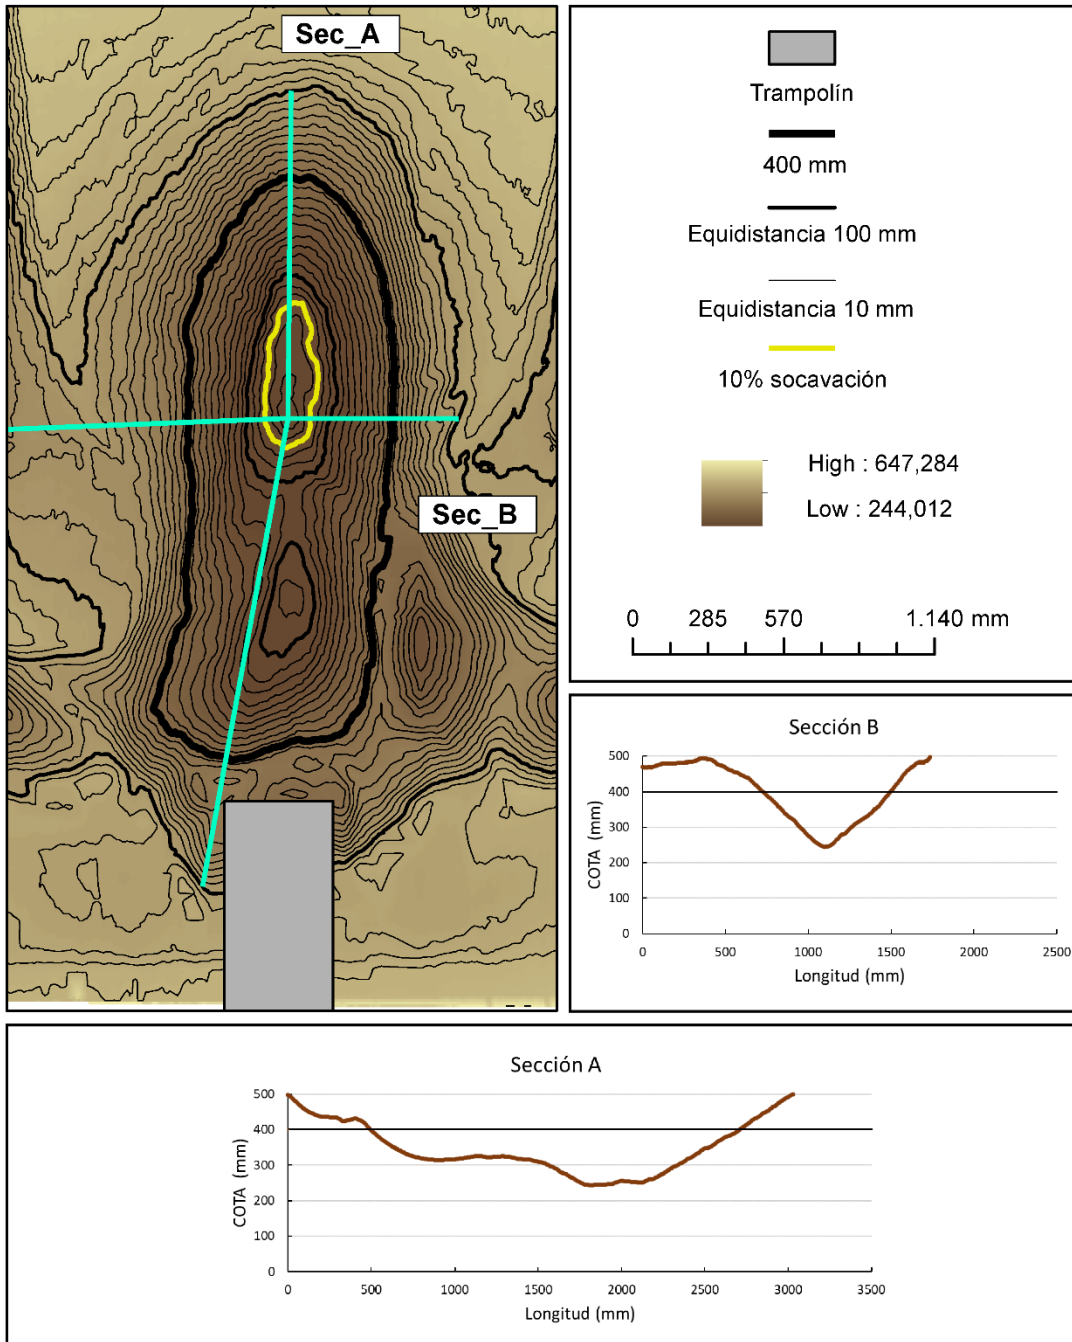 Sec_A
Sec_B
Trampolín
400 mm
Equidistancia 100 mm
Equidistancia 10 mm
10% socavación
High : 647,284
Low : 244,012
0 285 570 1.140 mm
Sección B
COTA (mm)
500
400
300
200
100
0
0 500 1000 1500 2000 2500
Longitud (mm)
Sección A
COTA (mm)
500
400
300
200
100
0
0 500 1000 1500 2000 2500 3000 3500
Longitud (mm)